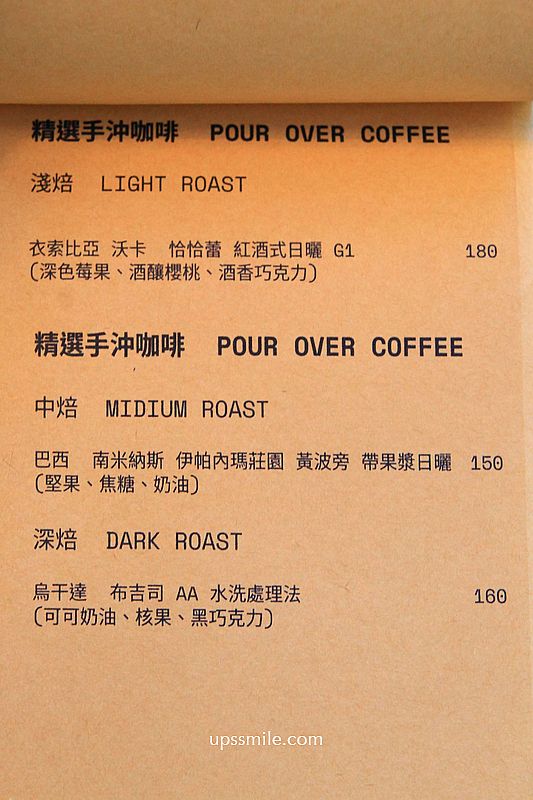 精選手沖咖啡 POUR OVER COFFEE
淺焙 LIGHT ROAST
衣索比亞 沃卡 恰恰蕾 紅酒式日曬 G1 180
(深色莓果、酒釀櫻桃、酒香巧克力)
精選手沖咖啡 POUR OVER COFFEE
中焙 MIDIUM ROAST
巴西 南米納斯 伊帕內瑪莊園 黃波旁 帶果漿日曬 150
(堅果、焦糖、奶油)
深焙 DARK ROAST
烏干達 布吉司 AA 水洗處理法 160
(可可奶油、核果、黑巧克力)
upssmile.com